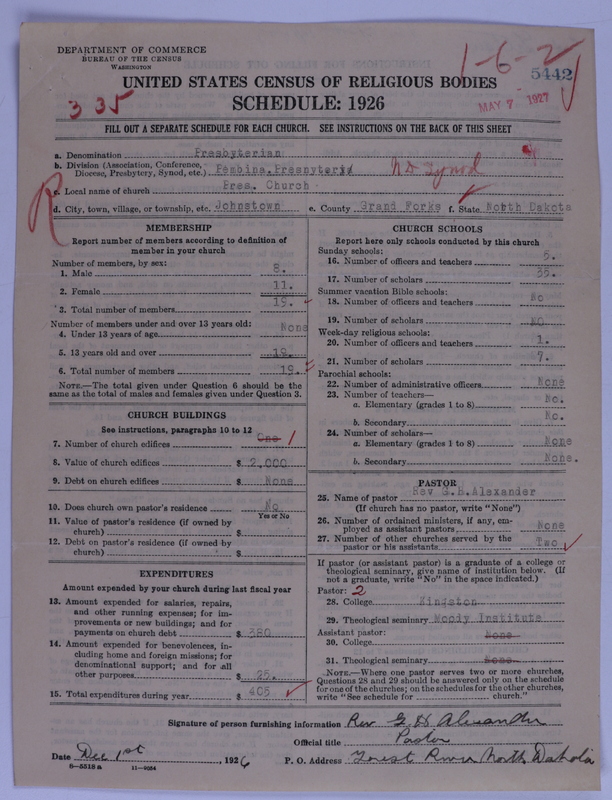 DEPARTMENT OF COMMERCE
BUREAU OF THE CENSUS
WASHINGTON
1-6-2
5442
MAY 7 1927
335
UNITED STATES CENSUS OF RELIGIOUS BODIES
SCHEDULE: 1926
FILL OUT A SEPARATE SCHEDULE FOR EACH CHURCH. SEE INSTRUCTIONS ON THE BACK OF THIS SHEET
a. Denomination Presbyterian
b. Division (Association, Conference, Diocese, Presbytery, Synod, etc.) Pembina Presbytery ND Synod
c. Local name of church Pres. Church
R
d. City, town, village, or township, etc. Johnstown e. County Grand Forks f. State North Dakota
MEMBERSHIP
Report number of members according to definition of
member in your church
Number of members, by sex:
1. Male 8.
2. Female 11.
3. Total number of members 19.
Number of members under and over 13 years old:
4. Under 13 years of age None
5. 13 years old and over 19.
6. Total number of members 19.
NOTE.—The total given under Question 6 should be the
same as the total of males and females given under Question 3.
CHURCH BUILDINGS
See instructions, paragraphs 10 to 12
7. Number of church edifices One 1
8. Value of church edifices $ 2,000
9. Debt on church edifices $ None
10. Does church own pastor's residence? No
Yes or No
11. Value of pastor's residence (if owned by
church) $
12. Debt on pastor's residence (if owned by
church) $
EXPENDITURES
Amount expended by your church during last fiscal year
13. Amount expended for salaries, repairs,
and other running expenses; for im-
provements or new buildings; and for
payments on church debt $ 380
14. Amount expended for benevolences, in-
cluding home and foreign missions; for
denominational support; and for all
other purposes $ 25.
15. Total expenditures during year $ 405
CHURCH SCHOOLS
Report here only schools conducted by this church
Sunday schools:
16. Number of officers and teachers 5.
17. Number of scholars 35.
Summer vacation Bible schools:
18. Number of officers and teachers No
19. Number of scholars NO
Week-day religious schools:
20. Number of officers and teachers 1.
21. Number of scholars 7.
Parochial schools:
22. Number of administrative officers None
23. Number of teachers—
a. Elementary (grades 1 to 8) No.
b. Secondary No.
24. Number of scholars—
a. Elementary (grades 1 to 8) None
b. Secondary None.
PASTOR
25. Name of pastor Rev G.H.Alexander
(If church has no pastor, write "None")
26. Number of ordained ministers, if any, em-
ployed as assistant pastors None
27. Number of other churches served by the
pastor or his assistants Two
If pastor (or assistant pastor) is a graduate of a college or
theological seminary, give name of institution below. (If
not a graduate, write "No" in the space indicated.)
Pastor: 2
28. College Kingston
29. Theological seminary Moody Institute
Assistant pastor: None
30. College
31. Theological seminary None.
NOTE.—Where one pastor serves two or more churches,
Questions 28 and 29 should be answered only on the schedule
for one of the churches; on the schedules for the other churches,
write "See schedule for church."
Signature of person furnishing information Rev. G H Alexander
Official title Pastor
Date Dec 1st, 1926 P. O. Address Forest River North Dakota
8—5518 a 11—9054